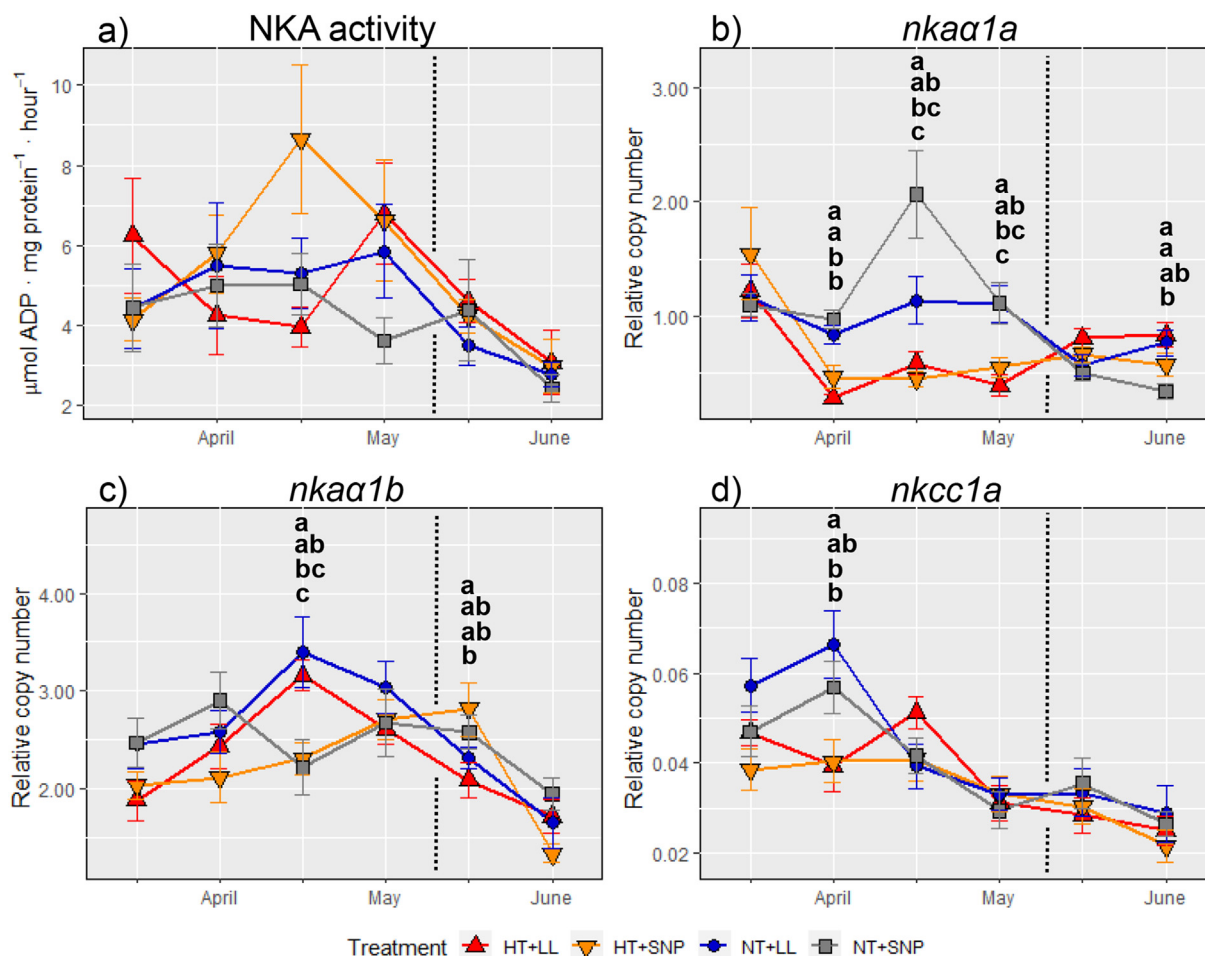 a) NKA activity
μmol ADP · mg protein⁻¹ · hour⁻¹
10
8
6
4
2
April May June
b) nkaα1a
Relative copy number
3.00
2.00
1.00
a
a
b
b
a
ab
bc
c
a
ab
bc
c
a
a
ab
b
April May June
c) nkaα1b
Relative copy number
4.00
3.00
2.00
a
ab
bc
c
a
ab
ab
b
April May June
d) nkcc1a
Relative copy number
0.08
0.06
0.04
0.02
a
ab
b
b
April May June
Treatment HT+LL HT+SNP NT+LL NT+SNP